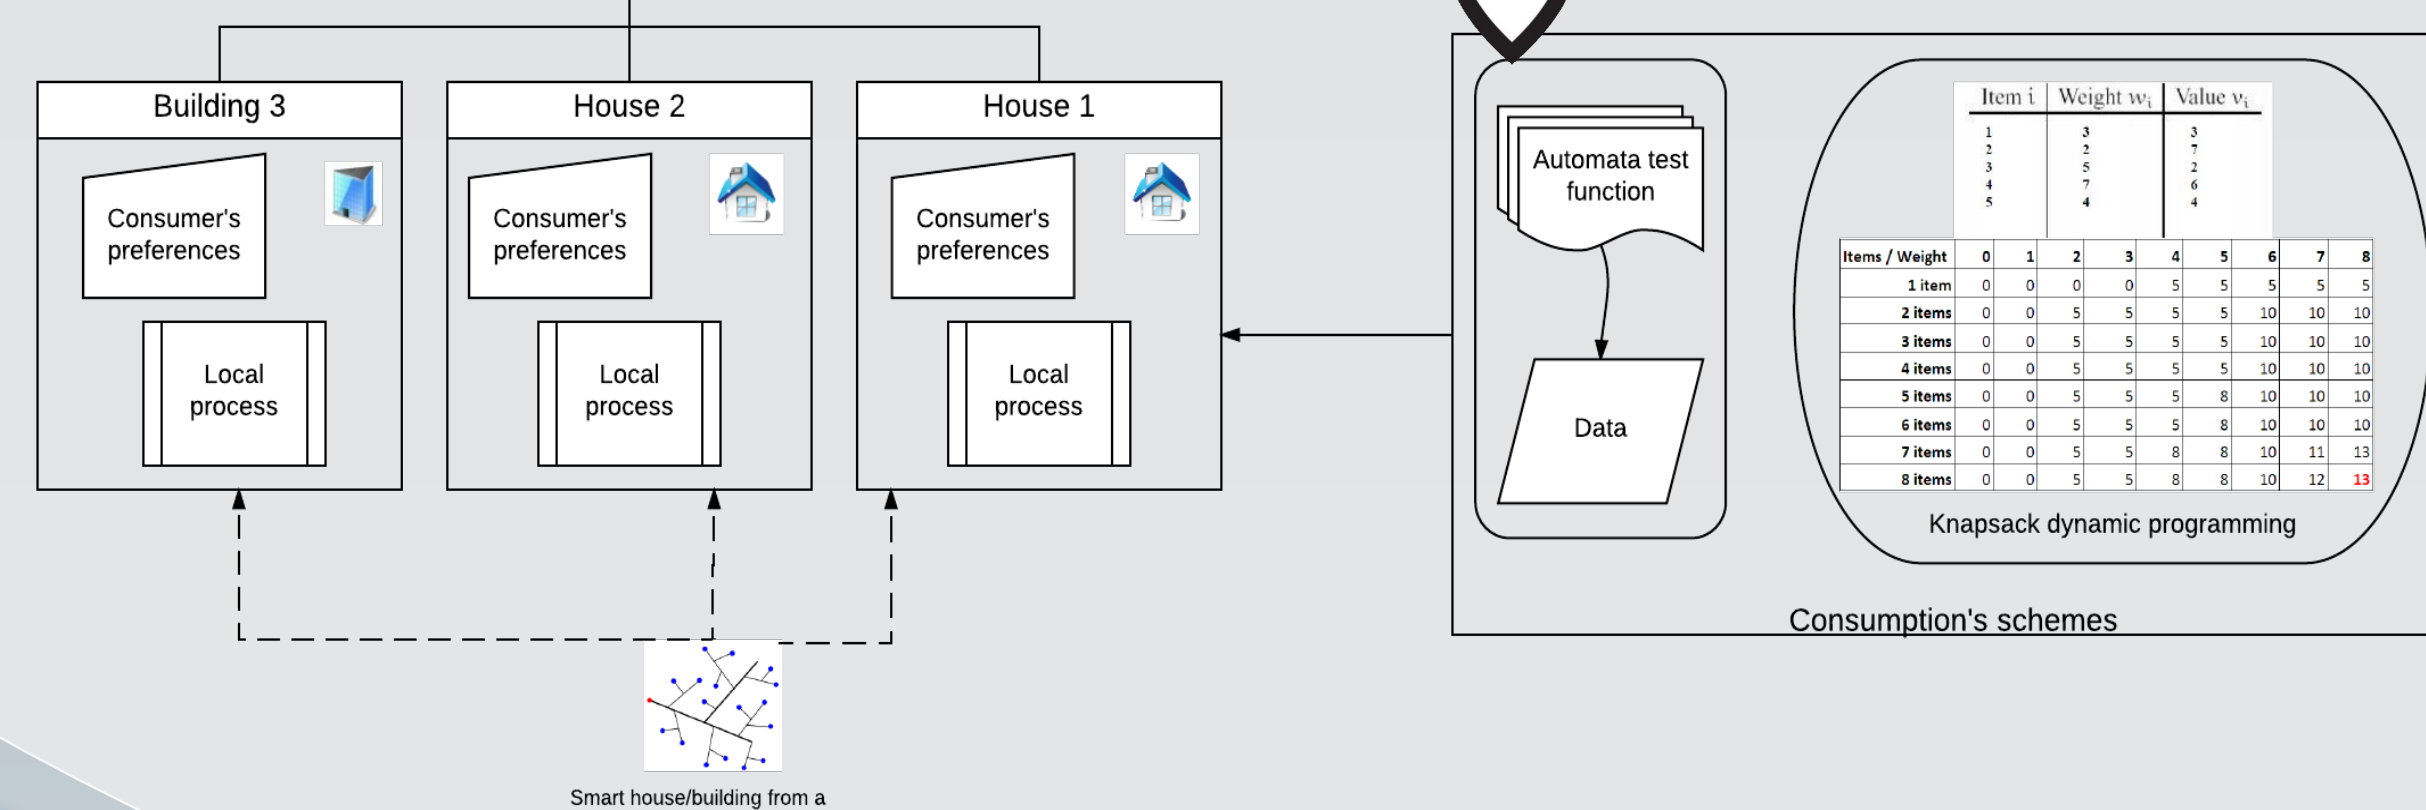 Building 3
Consumer's
preferences
Local
process
House 2
Consumer's
preferences
Local
process
House 1
Consumer's
preferences
Local
process
Smart house/building from a
Automata test
function
Data
Item i Weight wᵢ Value vᵢ
1 3 3
2 2 7
3 5 2
4 7 6
5 4 4
Items / Weight 0 1 2 3 4 5 6 7 8
1 item 0 0 0 0 5 5 5 5 5
2 items 0 0 5 5 5 5 10 10 10
3 items 0 0 5 5 5 5 10 10 10
4 items 0 0 5 5 5 5 10 10 10
5 items 0 0 5 5 5 8 10 10 10
6 items 0 0 5 5 5 8 10 10 10
7 items 0 0 5 5 8 8 10 11 13
8 items 0 0 5 5 8 8 10 12 13
Knapsack dynamic programming
Consumption's schemes